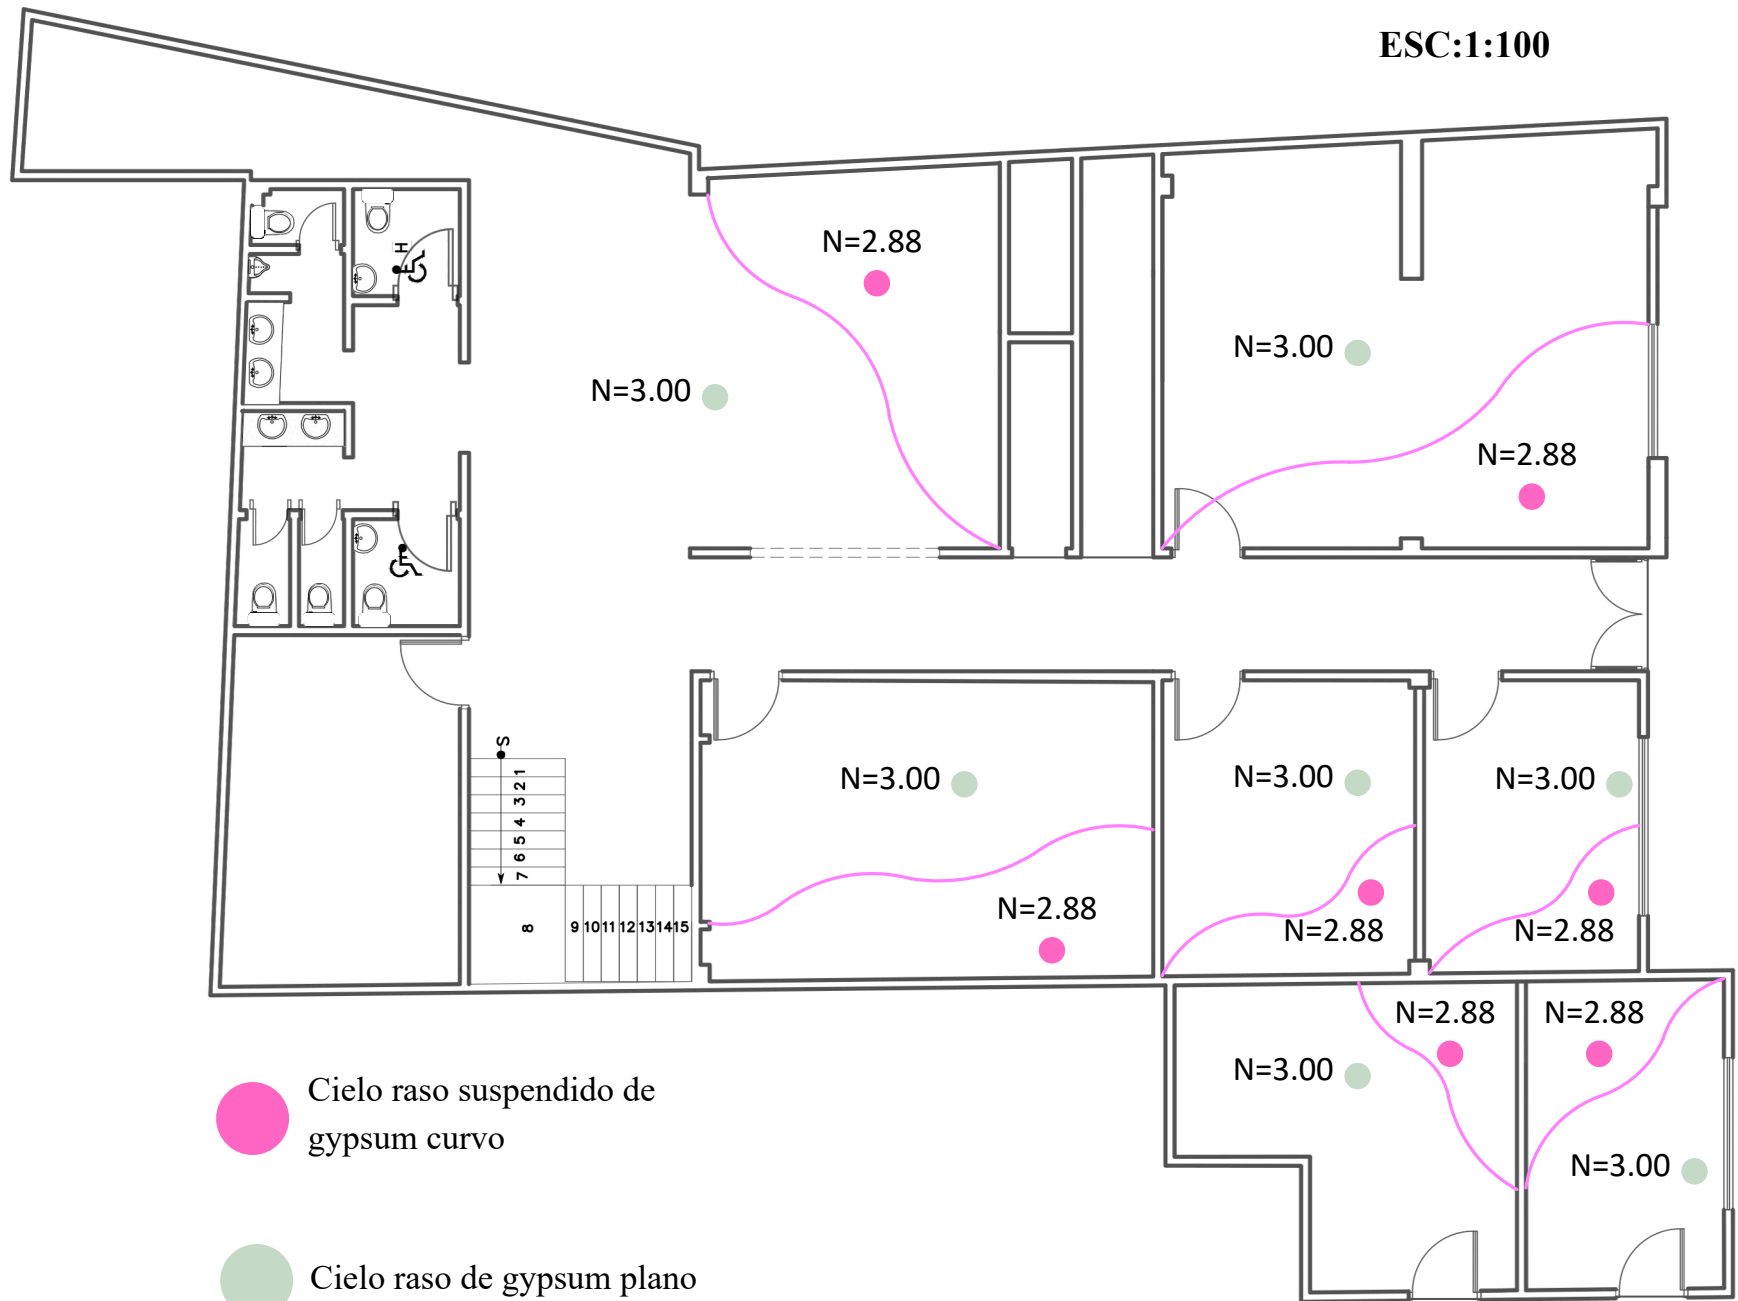 ESC:1:100
H
N=2.88
N=3.00
N=3.00
N=2.88
S
1
2
3
4
5
6
7
8
9 10 11 12 13 14 15
N=3.00
N=2.88
N=3.00
N=2.88
N=3.00
N=2.88
N=2.88
N=3.00
N=2.88
N=3.00
Cielo raso suspendido de
gypsum curvo
Cielo raso de gypsum plano